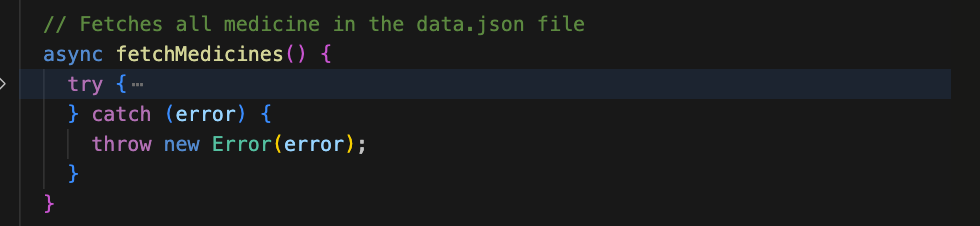 // Fetches all medicine in the data.json file
async fetchMedicines() {
try {⋯
} catch (error) {
throw new Error(error);
}
}